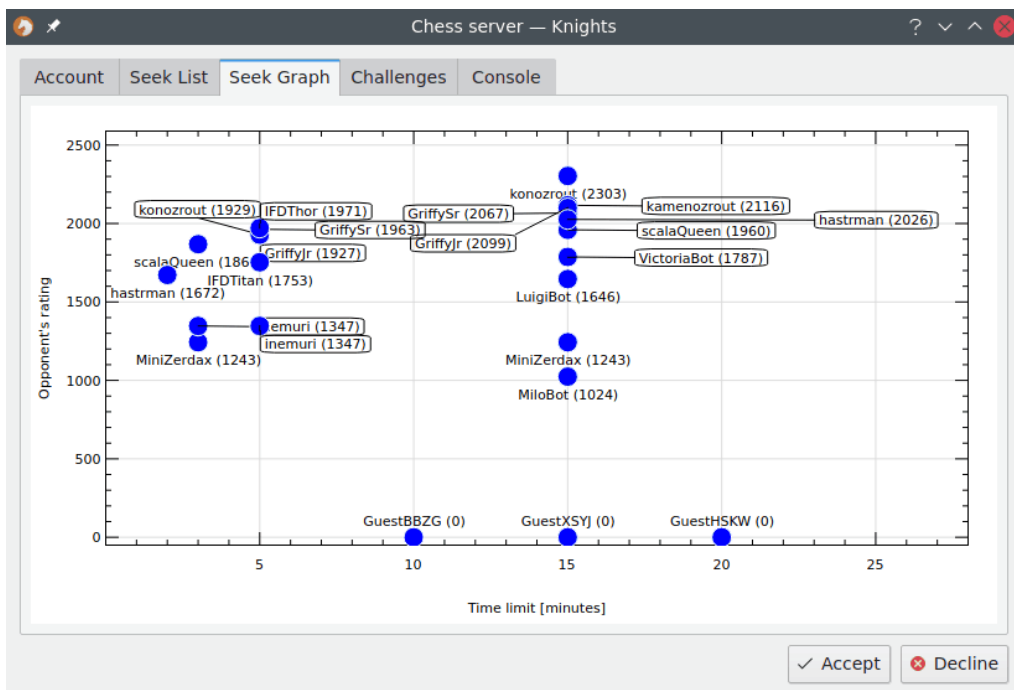 Chess server — Knights
?
Account Seek List Seek Graph Challenges Console
2500
konozrout (2303)
konozrout (1929) IFDThor (1971) GriffySr (2067) kamenozrout (2116)
2000
GriffySr (1963) hastrman (2026)
scalaQueen (1960)
GriffyJr (2099)
GriffyJr (1927)
scalaQueen (186
VictoriaBot (1787)
IFDTitan (1753)
hastrman (1672)
LuigiBot (1646)
1500
emuri (1347)
inemuri (1347)
MiniZerdax (1243) MiniZerdax (1243)
1000
MiloBot (1024)
500
GuestBBZG (0) GuestXSYJ (0) GuestHSKW (0)
0
5 10 15 20 25
Opponent's rating
Time limit [minutes]
Accept Decline